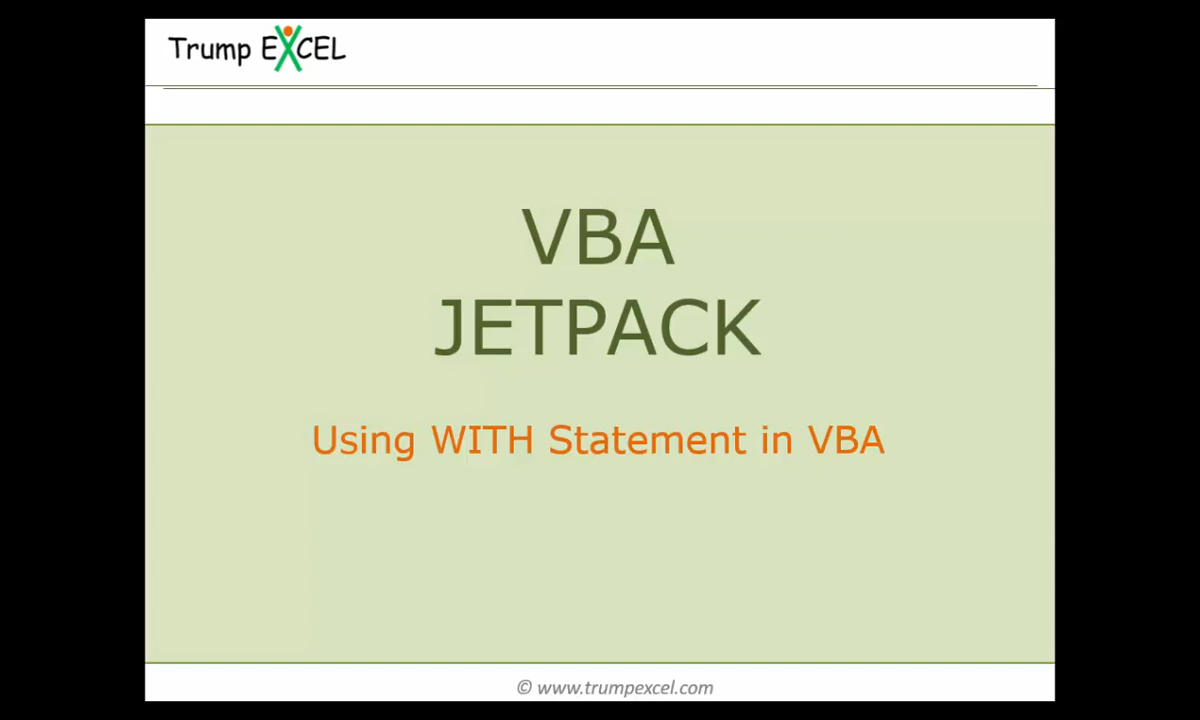 Trump EXCEL
VBA
JETPACK
Using WITH Statement in VBA
© www.trumpexcel.com